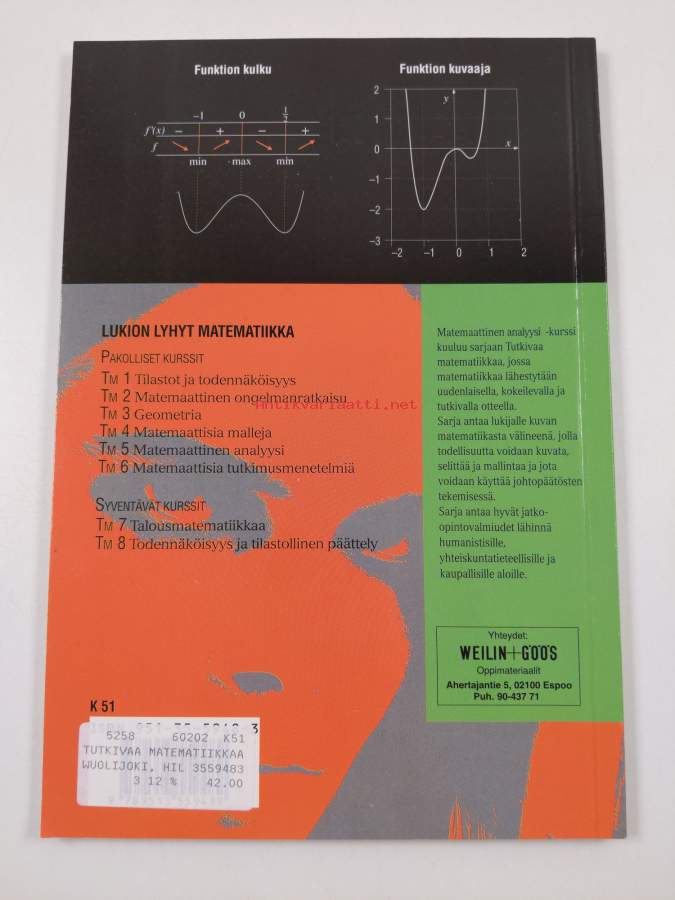 Funktion kulku
Funktion kuvaaja
−1 0 1/2
f'(x) − + − +
f
min max min
2
1
0
−1
−2
−3
y
x
−2 −1 0 1 2
LUKION LYHYT MATEMATIIKKA
PAKOLLISET KURSSIT
TM 1 Tilastot ja todennäköisyys
TM 2 Matemaattinen ongelmanratkaisu
TM 3 Geometria
TM 4 Matemaattisia malleja
TM 5 Matemaattinen analyysi
TM 6 Matemaattisia tutkimusmenetelmiä
SYVENTÄVÄT KURSSIT
TM 7 Talousmatematiikkaa
TM 8 Todennäköisyys ja tilastollinen päättely
antikvariaatti.net
Matemaattinen analyysi -kurssi
kuuluu sarjaan Tutkivaa
matematiikkaa, jossa
matematiikkaa lähestytään
uudenlaisella, kokeilevalla ja
tutkivalla otteella.
Sarja antaa lukijalle kuvan
matematiikasta välineenä, jolla
todellisuutta voidaan kuvata,
selittää ja mallintaa ja jota
voidaan käyttää johtopäätösten
tekemisessä.
Sarja antaa hyvät jatko-
opintovalmiudet lähinnä
humanistisille,
yhteiskuntatieteellisille ja
kaupallisille aloille.
Yhteydet:
WEILIN+GÖÖS
Oppimateriaalit
Ahertajantie 5, 02100 Espoo
Puh. 90-437 71
K 51
5258 60202 K51
TUTKIVAA MATEMATIIKKAA
WUOLIJOKI, HIL 3559483
3 12 % 42.00